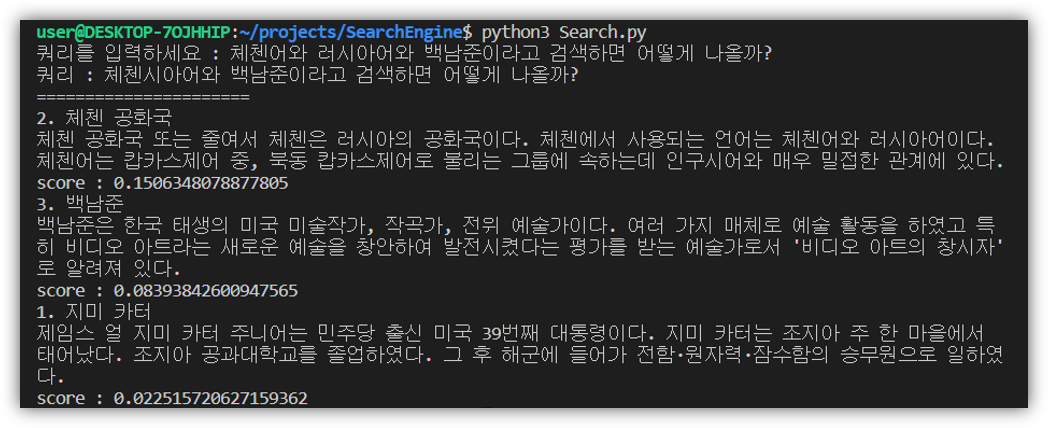 user@DESKTOP-7OJHHIP:~/projects/SearchEngine$ python3 Search.py
쿼리를 입력하세요 : 체첸어와 러시아어와 백남준이라고 검색하면 어떻게 나올까?
쿼리 : 체첸시아어와 백남준이라고 검색하면 어떻게 나올까?
======================
2. 체첸 공화국
체첸 공화국 또는 줄여서 체첸은 러시아의 공화국이다. 체첸에서 사용되는 언어는 체첸어와 러시아어이다.
체첸어는 캅카스제어 중, 북동 캅카스제어로 불리는 그룹에 속하는데 인구시어와 매우 밀접한 관계에 있다.
score : 0.1506348078877805
3. 백남준
백남준은 한국 태생의 미국 미술작가, 작곡가, 전위 예술가이다. 여러 가지 매체로 예술 활동을 하였고 특
히 비디오 아트라는 새로운 예술을 창안하여 발전시켰다는 평가를 받는 예술가로서 '비디오 아트의 창시자'
로 알려져 있다.
score : 0.08393842600947565
1. 지미 카터
제임스 얼 지미 카터 주니어는 민주당 출신 미국 39번째 대통령이다. 지미 카터는 조지아 주 한 마을에서
태어났다. 조지아 공과대학교를 졸업하였다. 그 후 해군에 들어가 전함·원자력·잠수함의 승무원으로 일하였
다.
score : 0.022515720627159362